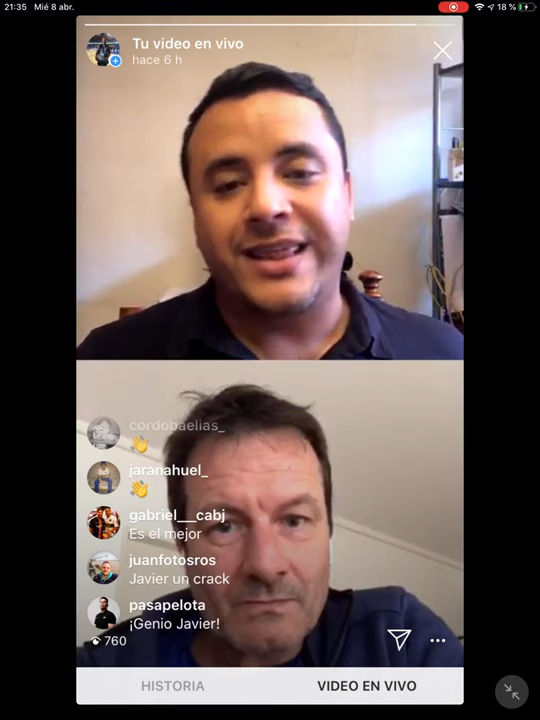 21:35 Mié 8 abr.
18 %
Tu video en vivo
hace 6 h
cordobaelias_
👋
jaranahuel_
👋
gabriel___cabj
Es el mejor
juanfotosros
Javier un crack
pasapelota
¡Genio Javier!
760
HISTORIA
VIDEO EN VIVO